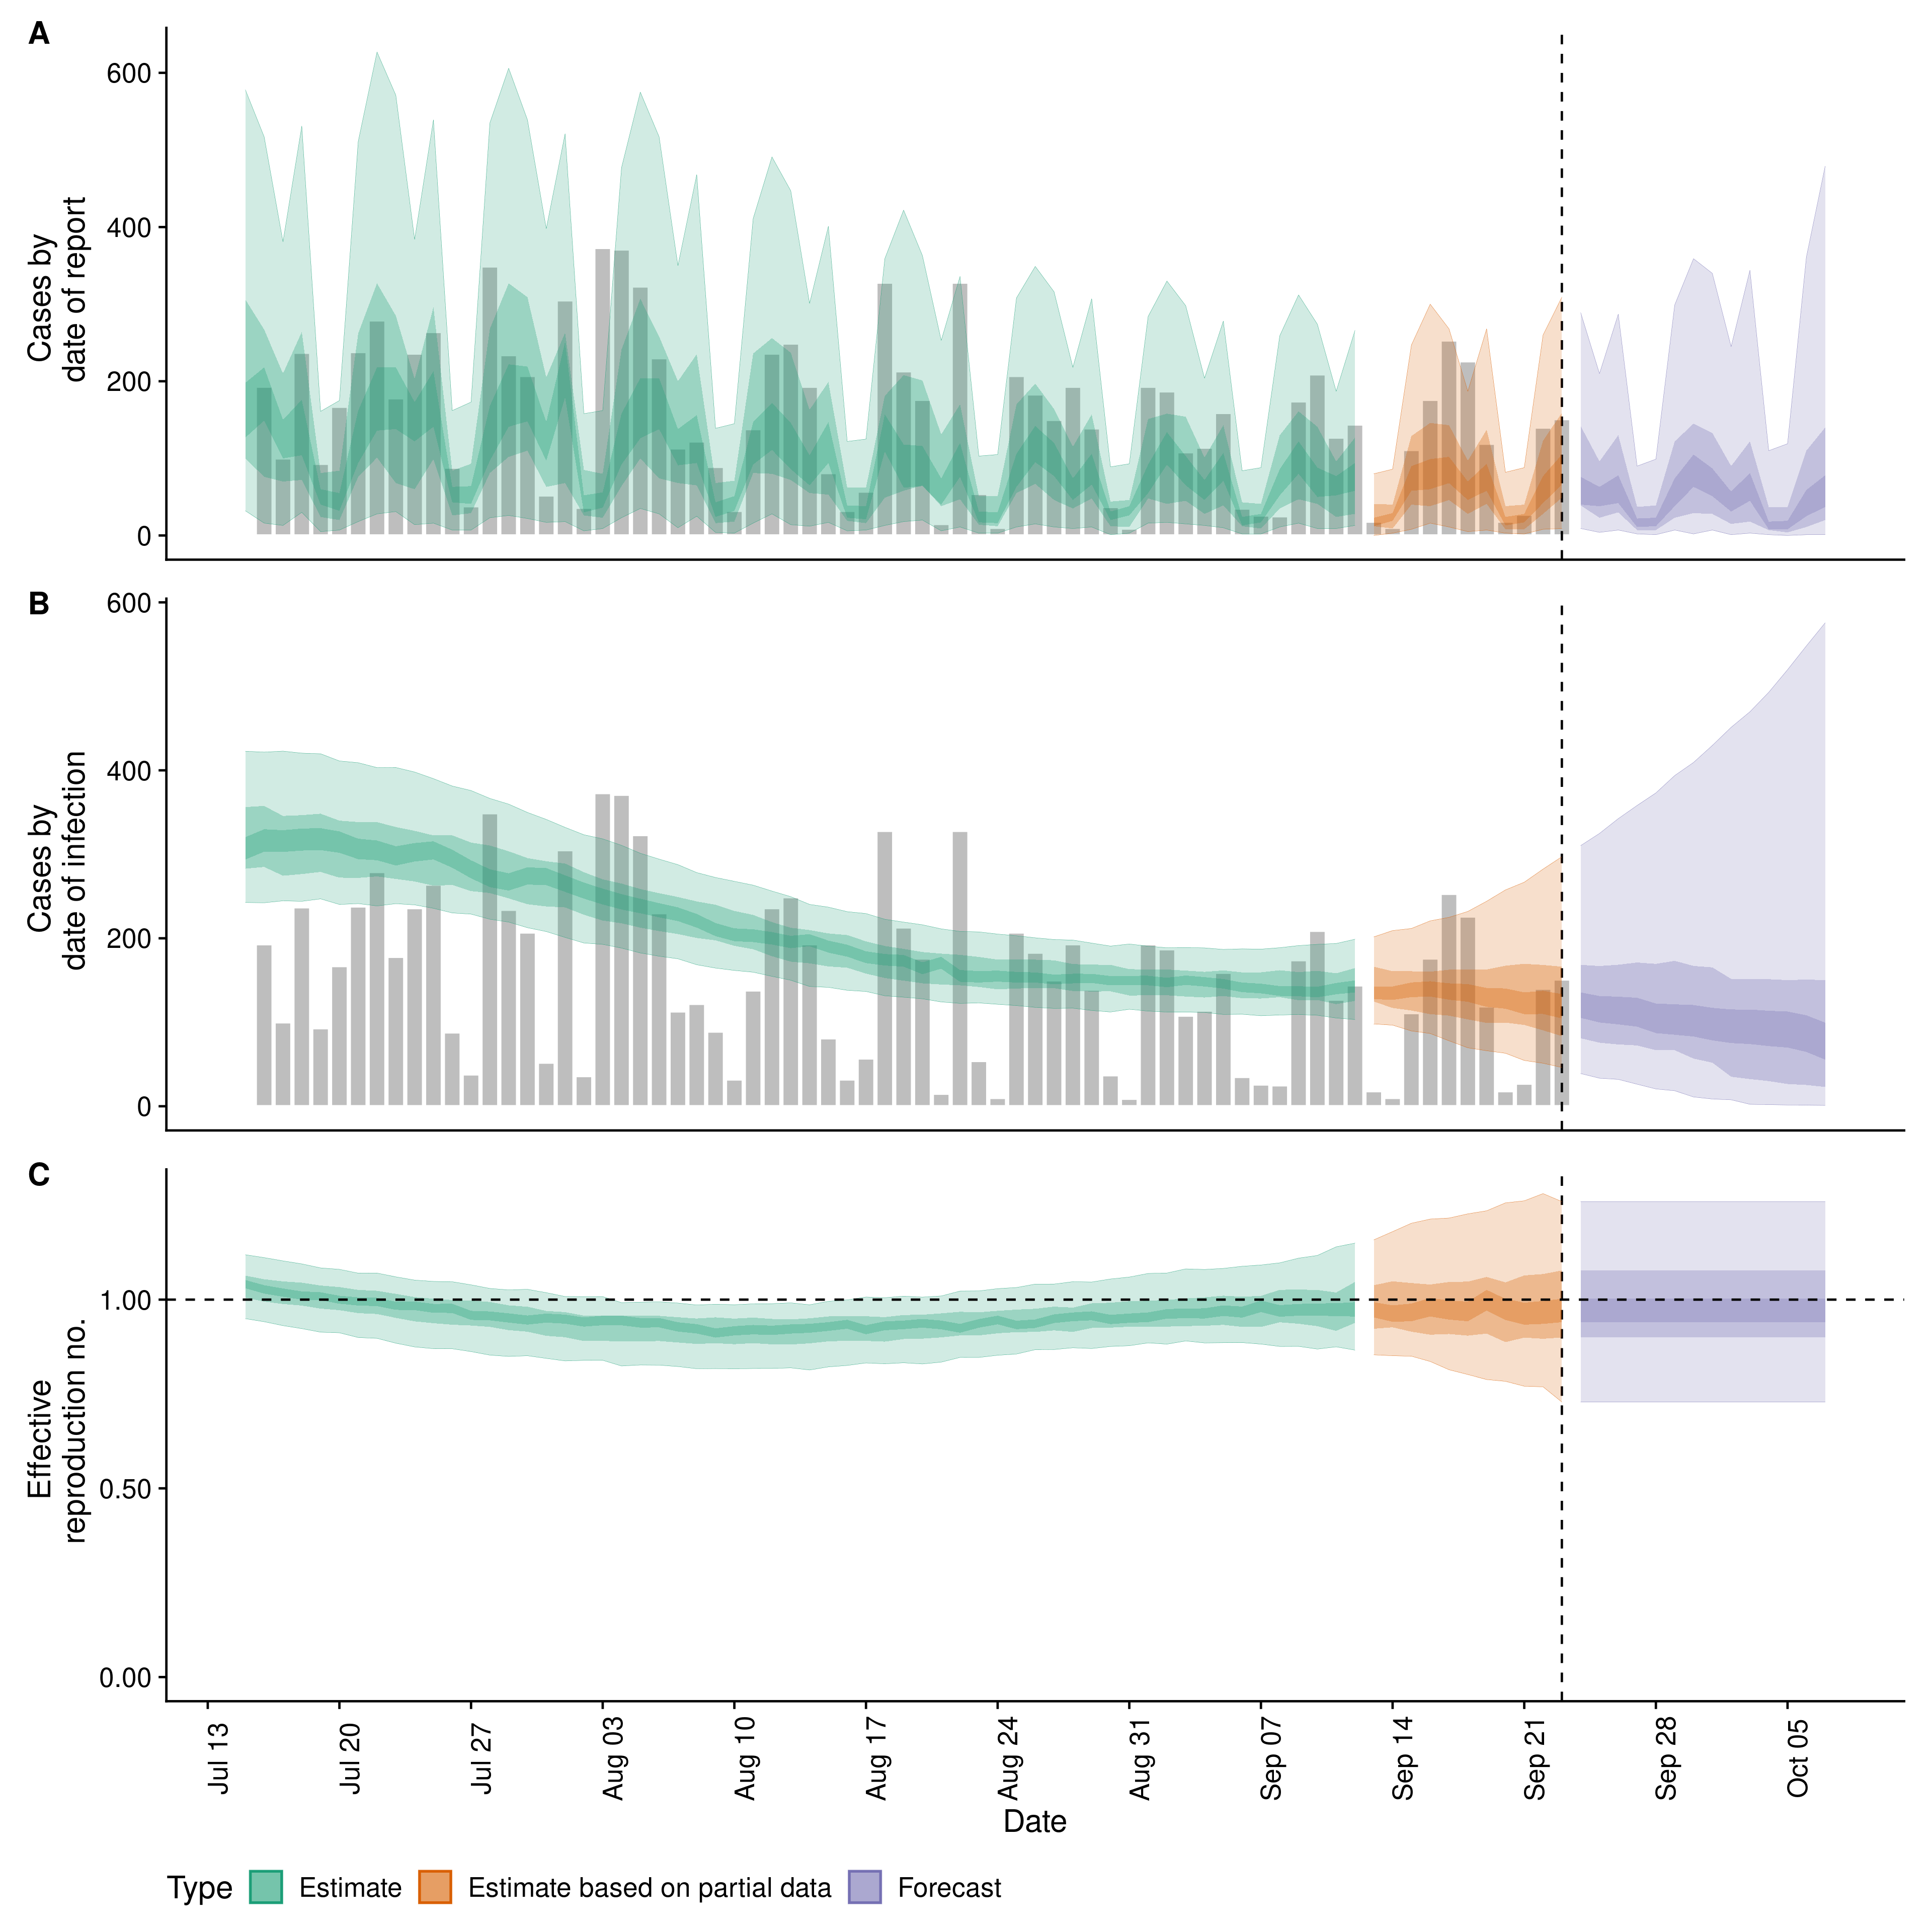 A
600
400
200
0
Cases by
date of report
B
600
400
200
0
Cases by
date of infection
C
1.00
0.50
0.00
Effective
reproduction no.
Jul 13
Jul 20
Jul 27
Aug 03
Aug 10
Aug 17
Aug 24
Aug 31
Sep 07
Sep 14
Sep 21
Sep 28
Oct 05
Date
Type Estimate Estimate based on partial data Forecast